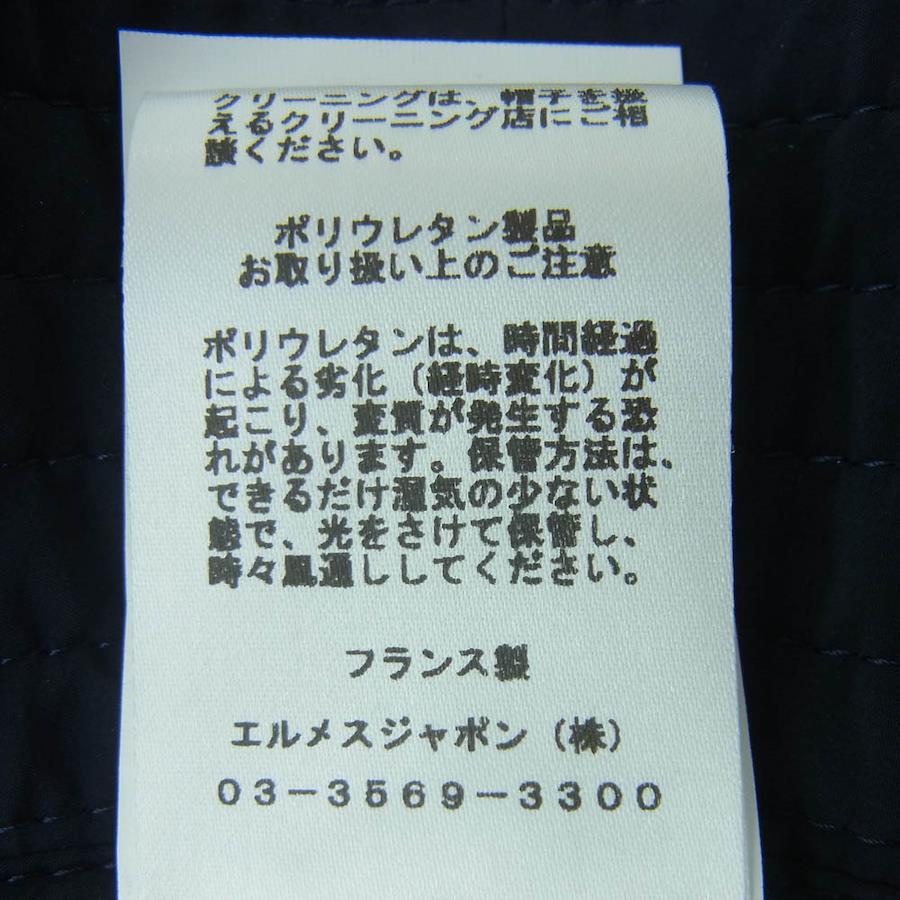 クリーニングは、帽子を扱
えるクリーニング店にご相
談ください。
ポリウレタン製品
お取り扱い上のご注意
ポリウレタンは、時間経過
による劣化（経時変化）が
起こり、変質が発生する恐
れがあります。保管方法は、
できるだけ湿気の少ない状
態で、光をさけて保管し、
時々風通ししてください。
フランス製
エルメスジャポン（株）
03-3569-3300